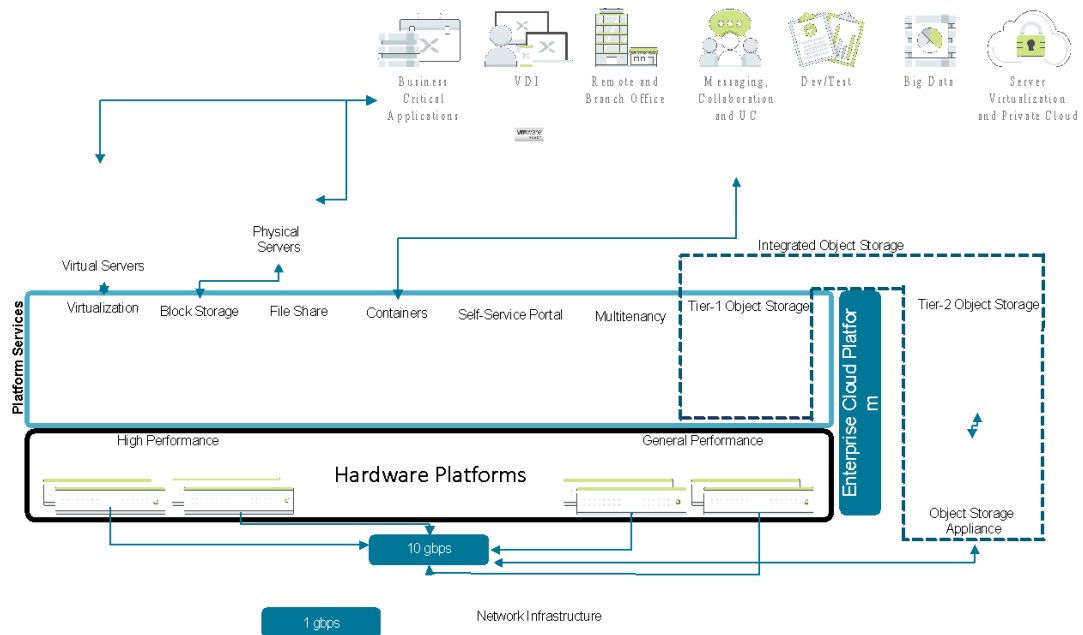 Business
Critical
Applications
VDI
Remote and
Branch Office
Messaging,
Collaboration
and UC
Dev/Test
Big Data
Server
Virtualization
and Private Cloud
vmware
Physical
Servers
Integrated Object Storage
Virtual Servers
Platform Services
Virtualization
Block Storage
File Share
Containers
Self-Service Portal
Multitenancy
Tier-1 Object Storage
Enterprise Cloud Platfor
m
Tier-2 Object Storage
High Performance
General Performance
Hardware Platforms
Object Storage
Appliance
10 gbps
Network Infrastructure
1 gbps